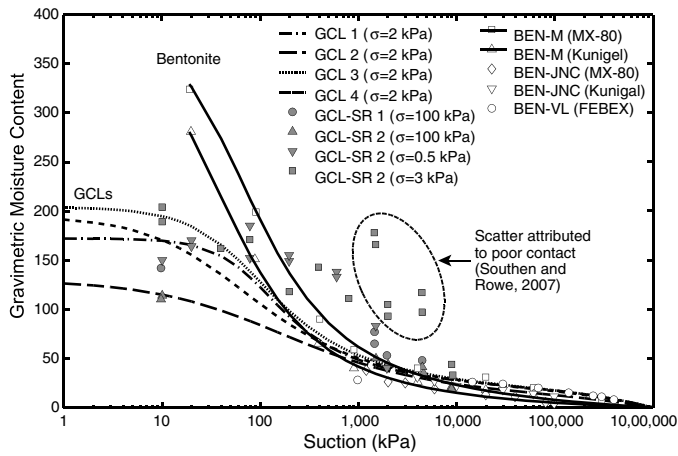 400
350
300
250
200
150
100
50
0
Gravimetric Moisture Content
Bentonite
GCLs
GCL 1 (σ=2 kPa)
GCL 2 (σ=2 kPa)
GCL 3 (σ=2 kPa)
GCL 4 (σ=2 kPa)
GCL-SR 1 (σ=100 kPa)
GCL-SR 2 (σ=100 kPa)
GCL-SR 2 (σ=0.5 kPa)
GCL-SR 2 (σ=3 kPa)
BEN-M (MX-80)
BEN-M (Kunigel)
BEN-JNC (MX-80)
BEN-JNC (Kunigal)
BEN-VL (FEBEX)
Scatter attributed
to poor contact
(Southen and
Rowe, 2007)
1 10 100 1000 10,000 100,000 10,00,000
Suction (kPa)